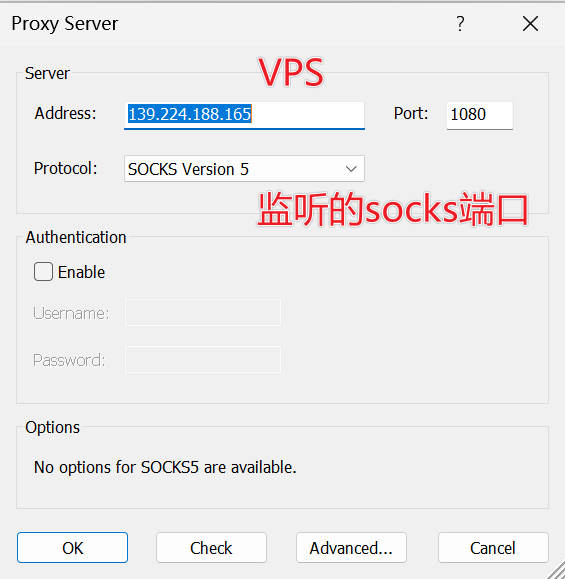 Proxy Server ?
VPS
Server
Address: 139.224.188.165 Port: 1080
Protocol: SOCKS Version 5
监听的socks端口
Authentication
Enable
Username:
Password:
Options
No options for SOCKS5 are available.
OK Check Advanced... Cancel